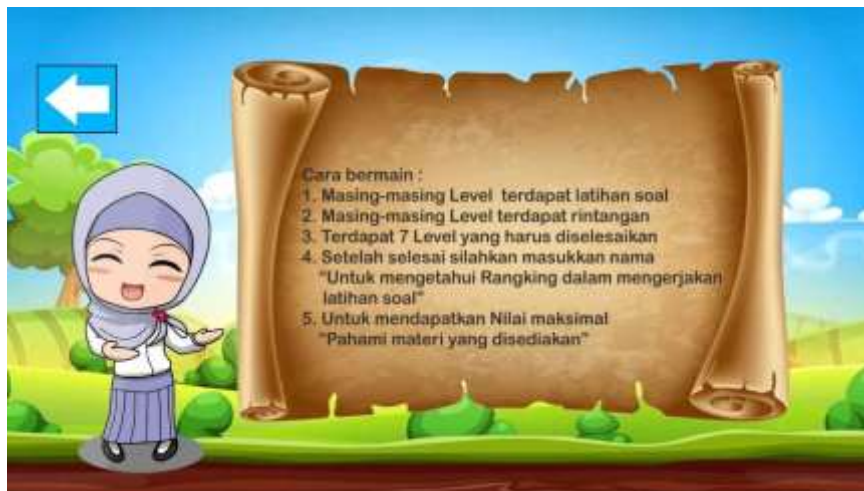 Cara bermain :
1. Masing-masing Level terdapat latihan soal
2. Masing-masing Level terdapat rintangan
3. Terdapat 7 Level yang harus diselesaikan
4. Setelah selesai silahkan masukkan nama
"Untuk mengetahui Rangking dalam mengerjakan
latihan soal"
5. Untuk mendapatkan Nilai maksimal
"Pahami materi yang disediakan"